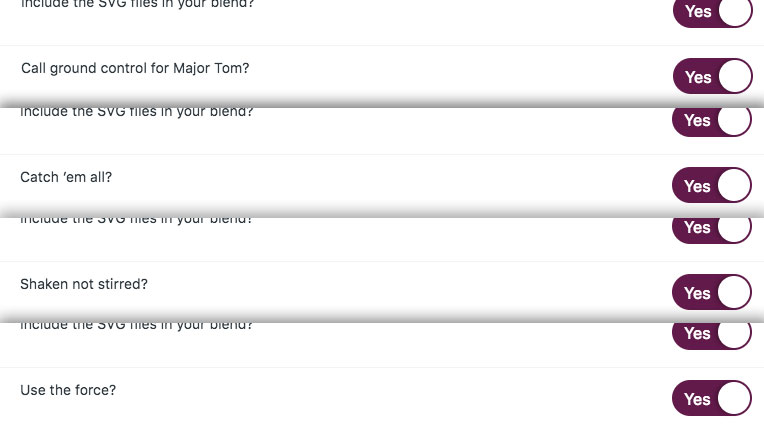 Include the SVG files in your blend?
Yes
Call ground control for Major Tom?
Yes
Include the SVG files in your blend?
Yes
Catch ‘em all?
Yes
Include the SVG files in your blend?
Yes
Shaken not stirred?
Yes
Include the SVG files in your blend?
Yes
Use the force?
Yes